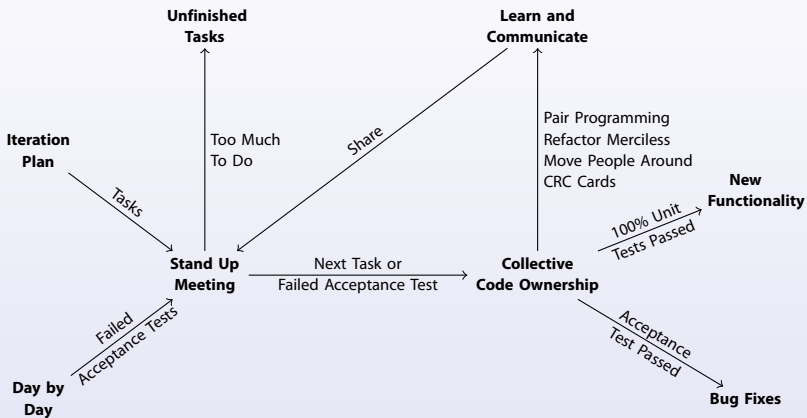 Unfinished
Tasks
Learn and
Communicate
Iteration
Plan
Too Much
To Do
Share
Pair Programming
Refactor Merciless
Move People Around
CRC Cards
New
Functionality
Tasks
100% Unit
Tests Passed
Stand Up
Meeting
Next Task or
Failed Acceptance Test
Collective
Code Ownership
Failed
Acceptance Tests
Acceptance
Test Passed
Day by
Day
Bug Fixes